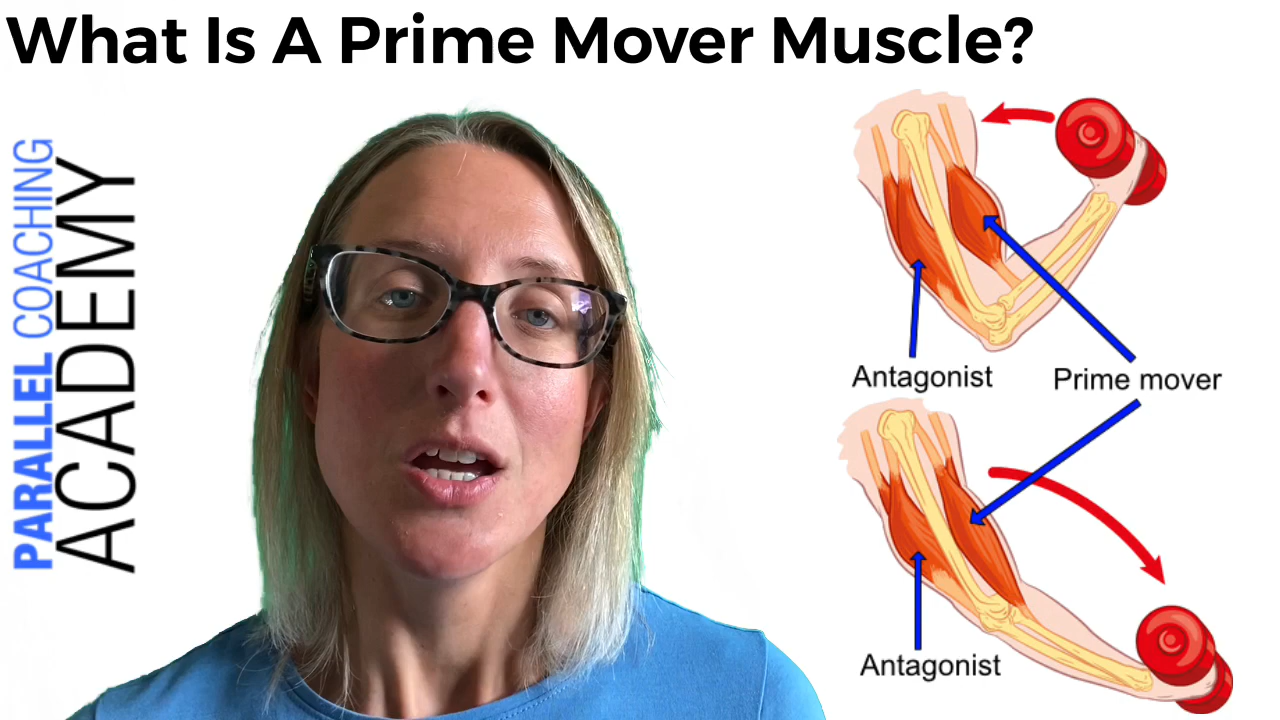 What Is A Prime Mover Muscle?
PARALLEL COACHING
ACADEMY
Antagonist
Prime mover
Antagonist